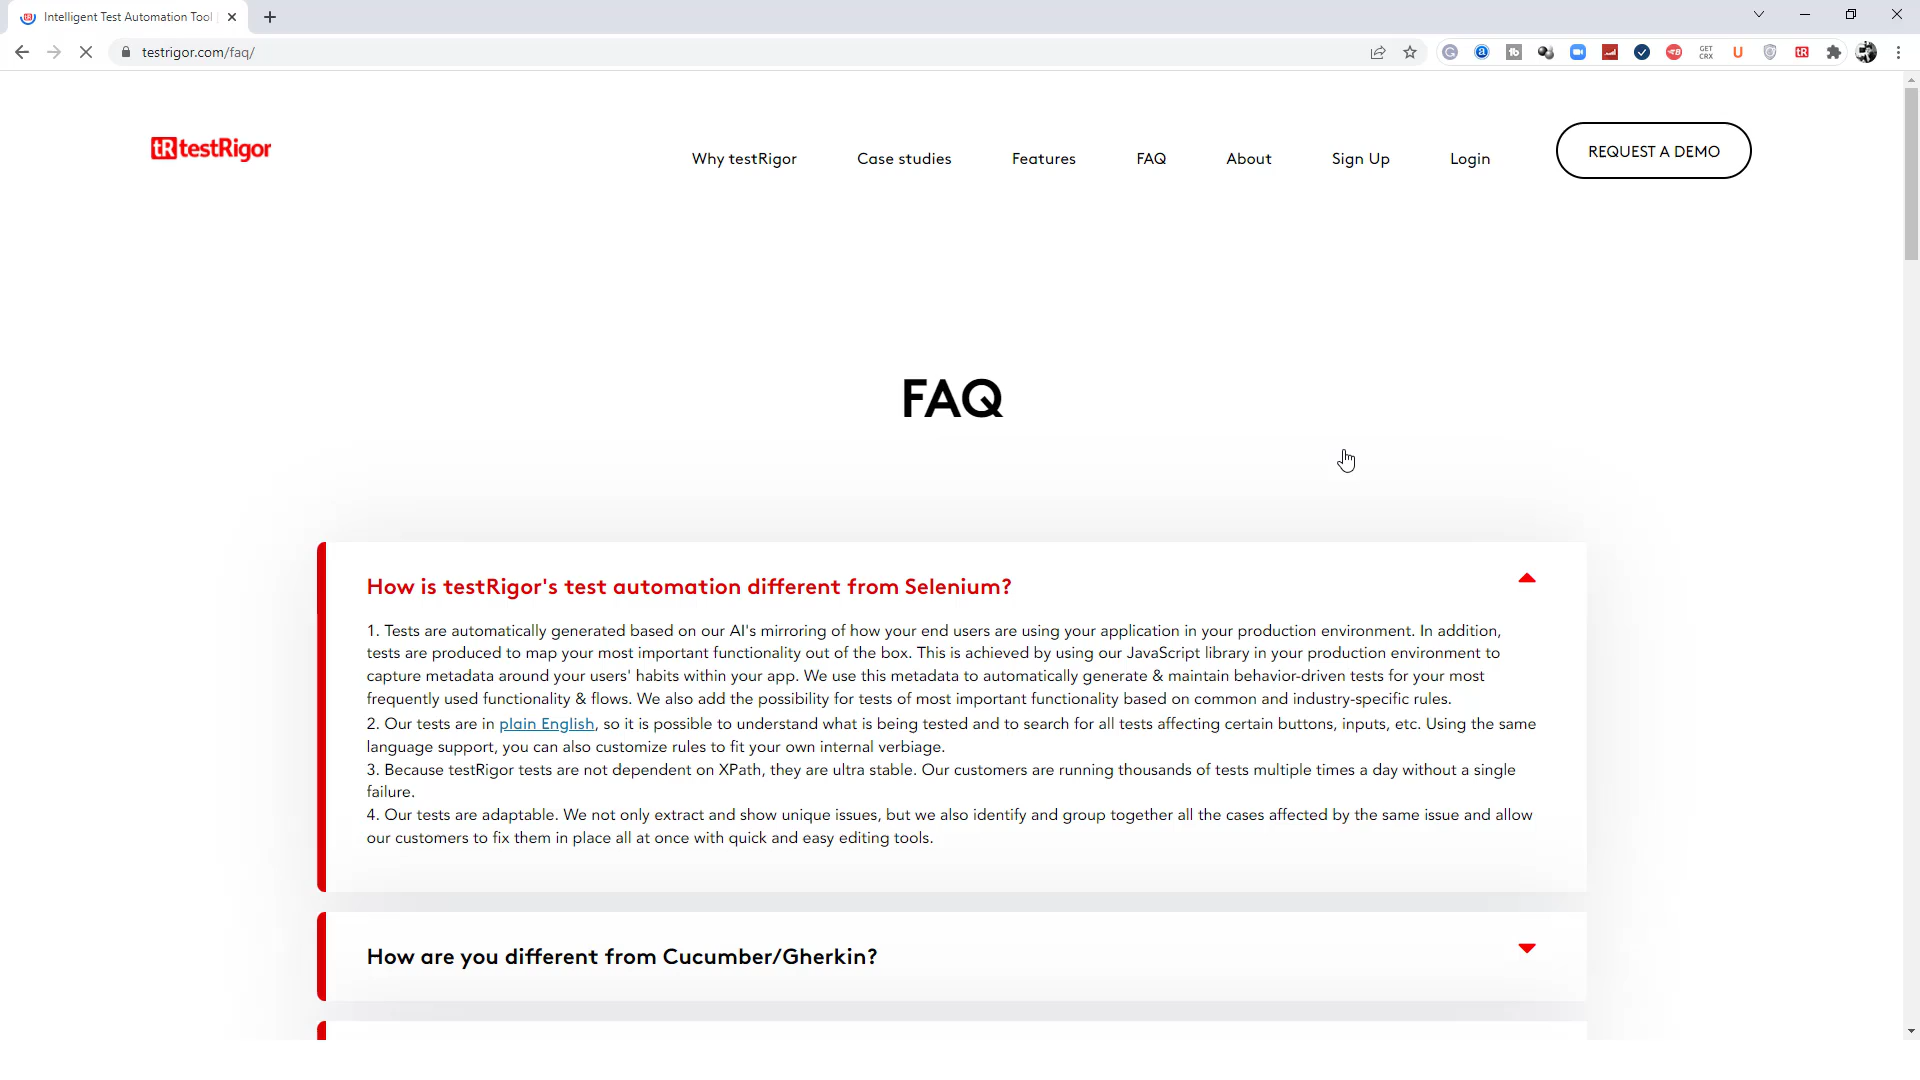 Intelligent Test Automation Tool
testrigor.com/faq/
GET
CRX
tR testRigor
Why testRigor
Case studies
Features
FAQ
About
Sign Up
Login
REQUEST A DEMO
FAQ
How is testRigor's test automation different from Selenium?
1. Tests are automatically generated based on our AI's mirroring of how your end users are using your application in your production environment. In addition,
tests are produced to map your most important functionality out of the box. This is achieved by using our JavaScript library in your production environment to
capture metadata around your users' habits within your app. We use this metadata to automatically generate & maintain behavior-driven tests for your most
frequently used functionality & flows. We also add the possibility for tests of most important functionality based on common and industry-specific rules.
2. Our tests are in plain English, so it is possible to understand what is being tested and to search for all tests affecting certain buttons, inputs, etc. Using the same
language support, you can also customize rules to fit your own internal verbiage.
3. Because testRigor tests are not dependent on XPath, they are ultra stable. Our customers are running thousands of tests multiple times a day without a single
failure.
4. Our tests are adaptable. We not only extract and show unique issues, but we also identify and group together all the cases affected by the same issue and allow
our customers to fix them in place all at once with quick and easy editing tools.
How are you different from Cucumber/Gherkin?